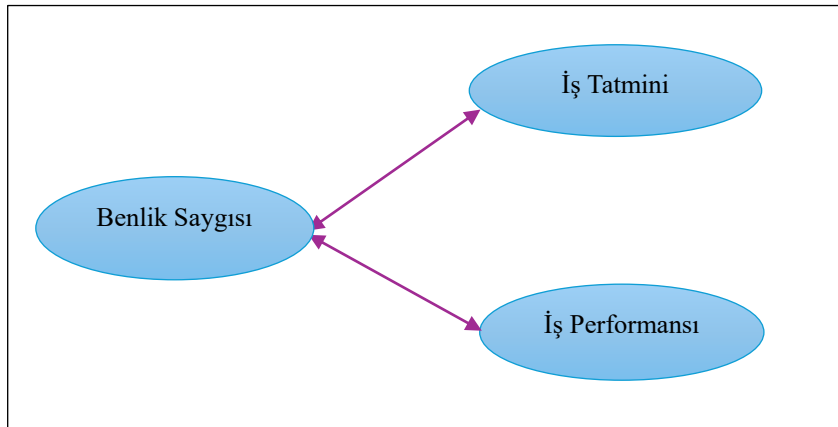 İş Tatmini
Benlik Saygısı
İş Performansı